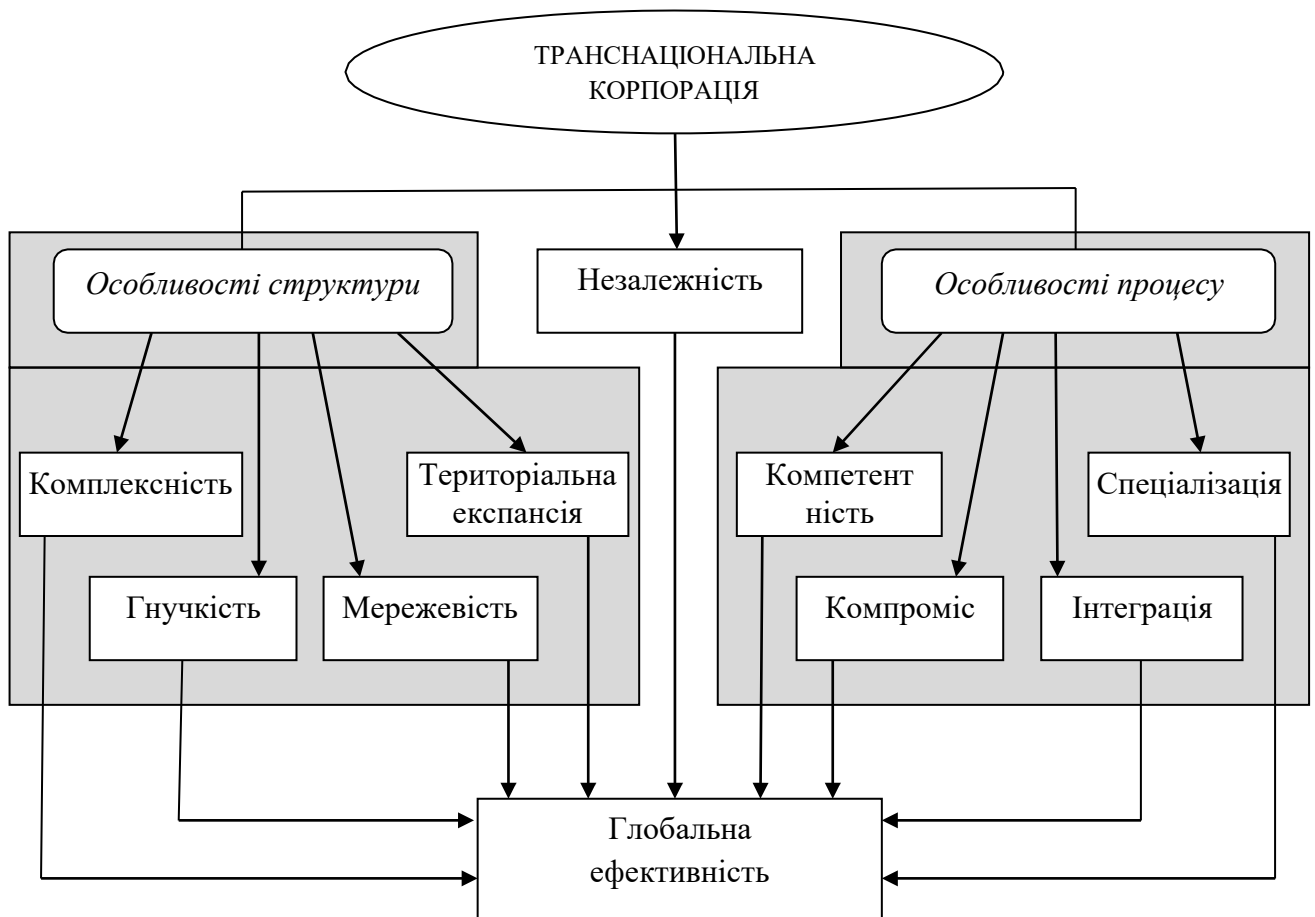 ТРАНСНАЦІОНАЛЬНА
КОРПОРАЦІЯ
Особливості структури
Незалежність
Особливості процесу
Комплексність
Територіальна
експансія
Компетент
ність
Спеціалізація
Гнучкість
Мережевість
Компроміс
Інтеграція
Глобальна
ефективність